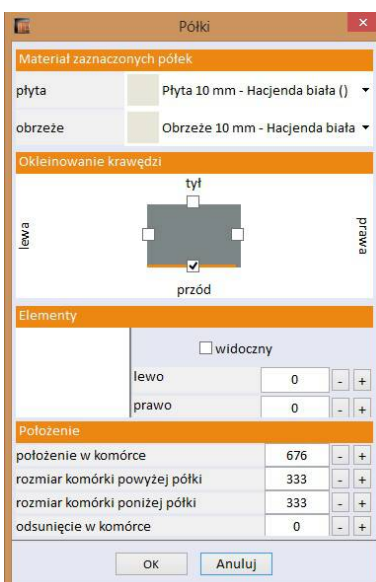 Półki
Materiał zaznaczonych półek
płyta Płyta 10 mm - Hacjenda biała ()
obrzeże Obrzeże 10 mm - Hacjenda biała
Okleinowanie krawędzi
tył
lewa
prawa
przód
Elementy
widoczny
lewo 0 - +
prawo 0 - +
Położenie
położenie w komórce 676 - +
rozmiar komórki powyżej półki 333 - +
rozmiar komórki poniżej półki 333 - +
odsunięcie w komórce 0 - +
OK Anuluj